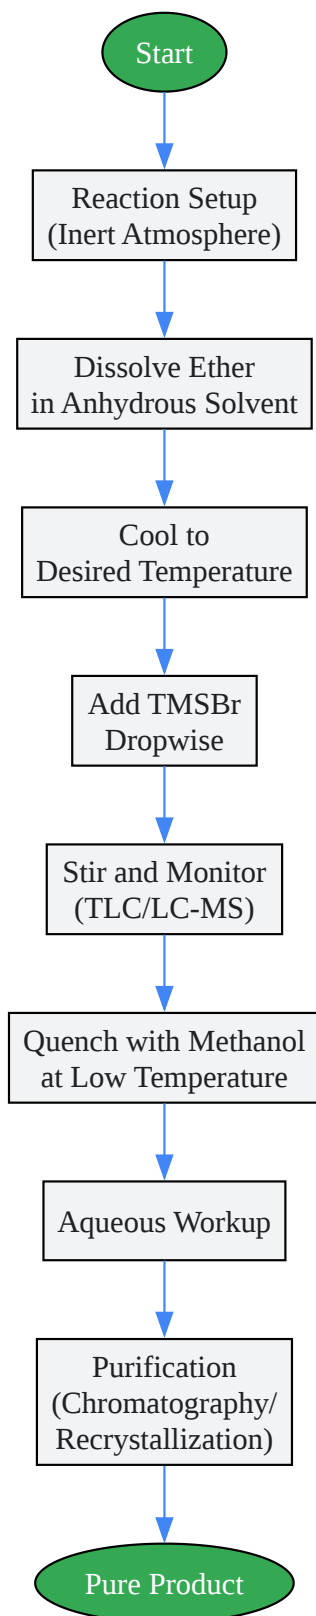 Start
Reaction Setup
(Inert Atmosphere)
Dissolve Ether
in Anhydrous Solvent
Cool to
Desired Temperature
Add TMSBr
Dropwise
Stir and Monitor
(TLC/LC-MS)
Quench with Methanol
at Low Temperature
Aqueous Workup
Purification
(Chromatography/
Recrystallization)
Pure Product